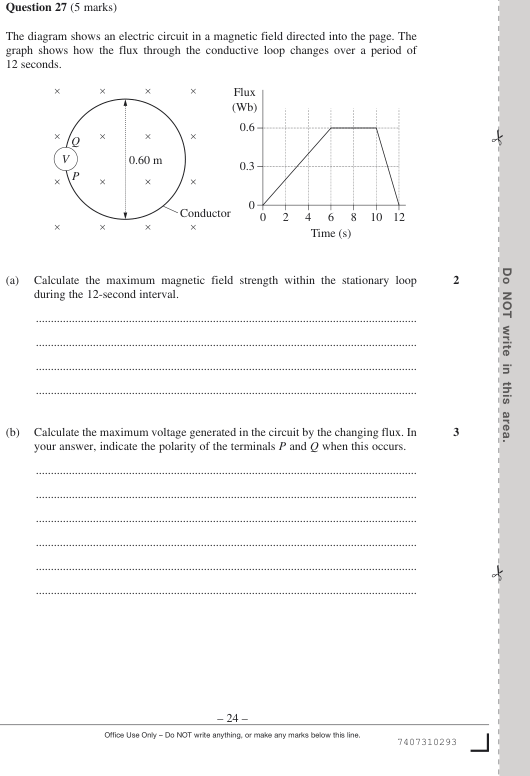 Question 27 (5 marks)
The diagram shows an electric circuit in a magnetic field directed into the page. The
graph shows how the flux through the conductive loop changes over a period of
12 seconds.
Flux
(Wb)
0.6
0.3
0
0 2 4 6 8 10 12
Time (s)
Q
V
P
0.60 m
Conductor
(a) Calculate the maximum magnetic field strength within the stationary loop 2
during the 12-second interval.
(b) Calculate the maximum voltage generated in the circuit by the changing flux. In 3
your answer, indicate the polarity of the terminals P and Q when this occurs.
Do NOT write in this area.
– 24 –
Office Use Only – Do NOT write anything, or make any marks below this line.
7407310293